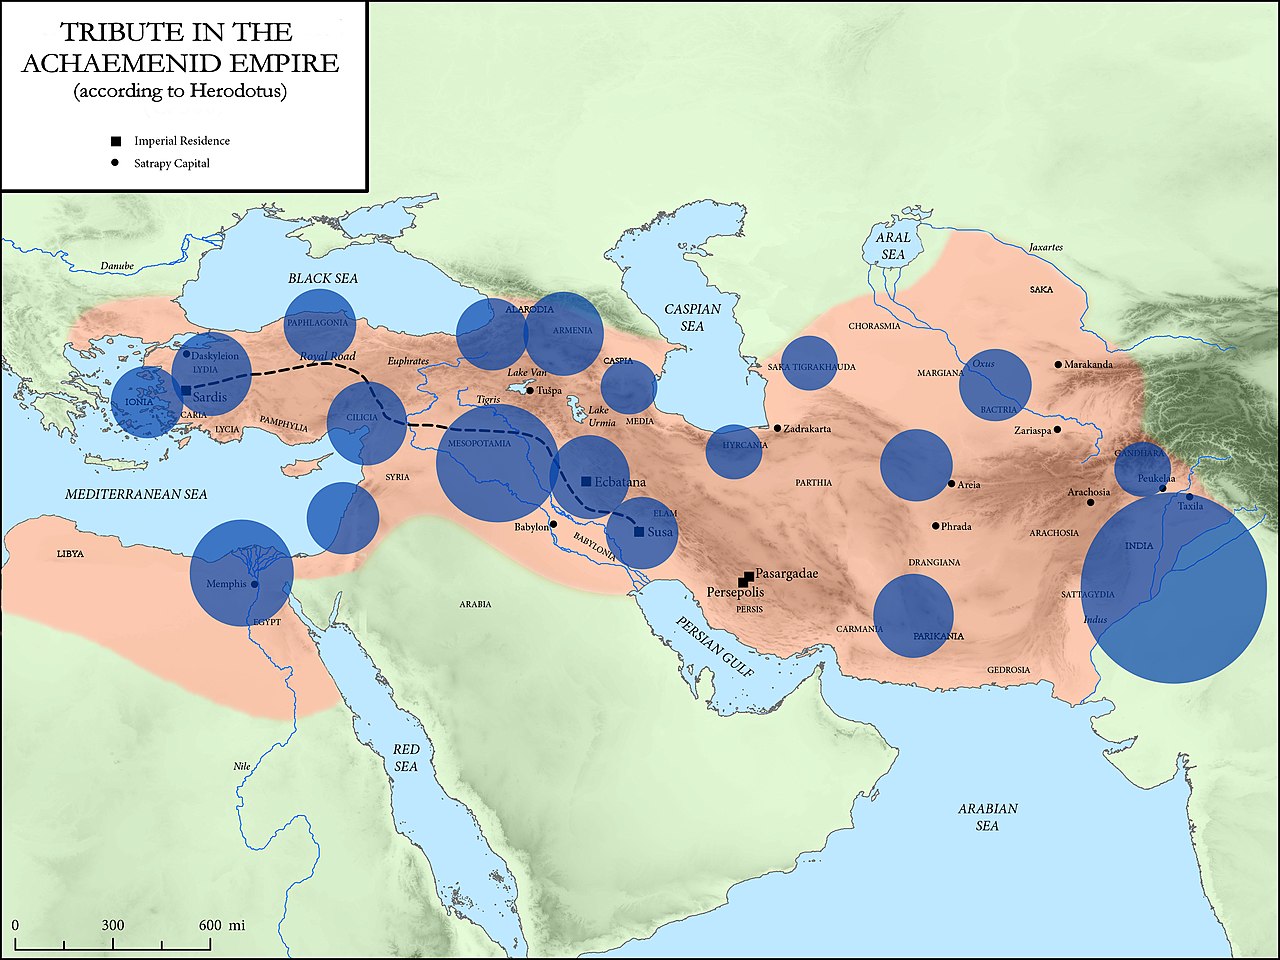 TRIBUTE IN THE
ACHAEMENID EMPIRE
(according to Herodotus)
Imperial Residence
Satrapy Capital
Danube
BLACK SEA
ARAL
SEA
Jaxartes
SAKA
CASPIAN
SEA
CHORASMIA
ALARODIA
ARMENIA
PAPHLAGONIA
Daskyleion
LYDIA
Royal Road
Euphrates
CASPIA
SAKA TIGRAKHAUDA
MARGIANA
Oxus
Marakanda
Lake Van
Tušpa
Sardis
IONIA
CARIA
LYCIA
PAMPHYLIA
CILICIA
Tigris
Lake
Urmia
MEDIA
BACTRIA
Zadrakarta
Zariaspa
MESOPOTAMIA
HYRCANIA
GANDHARA
SYRIA
Ecbatana
PARTHIA
Areia
Peukelaa
Arachosia
Taxila
MEDITERRANEAN SEA
ELAM
Babylon
Susa
BABYLONIA
Phrada
ARACHOSIA
INDIA
LIBYA
DRANGIANA
Memphis
Pasargadae
Persepolis
PERSIS
SATTAGYDIA
Indus
EGYPT
ARABIA
CARMANIA
PARIKANIA
PERSIAN GULF
GEDROSIA
Nile
RED
SEA
ARABIAN
SEA
0 300 600 mi